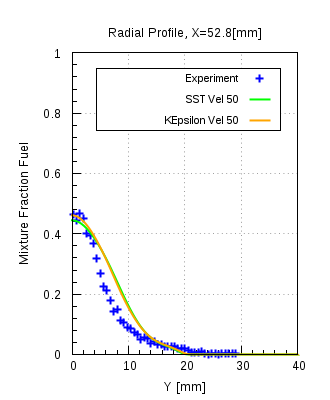 Radial Profile, X=52.8[mm]
1
0.8
0.6
0.4
0.2
0
Mixture Fraction Fuel
Experiment
SST Vel 50
KEpsilon Vel 50
0 10 20 30 40
Y [mm]